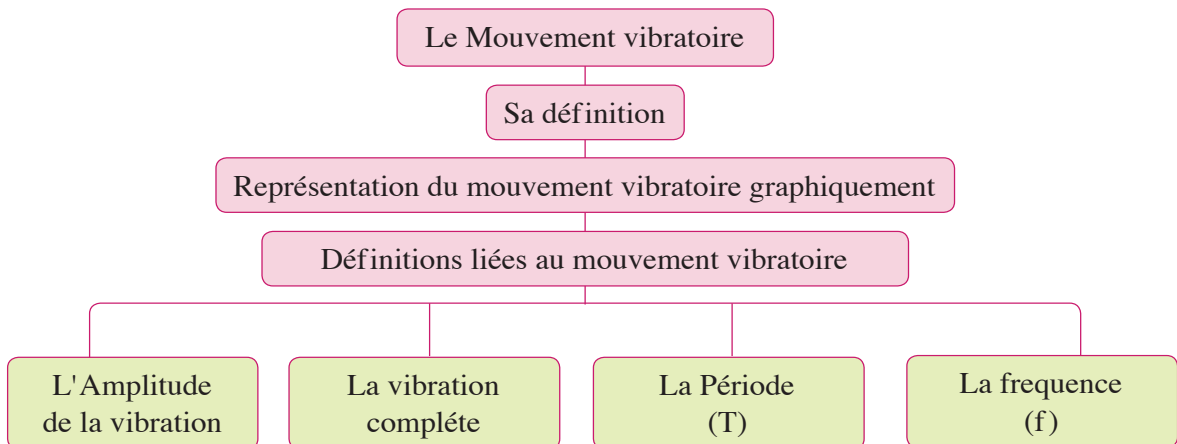 Le Mouvement vibratoire
Sa définition
Représentation du mouvement vibratoire graphiquement
Définitions liées au mouvement vibratoire
L'Amplitude
de la vibration
La vibration
compléte
La Période
(T)
La frequence
(f)